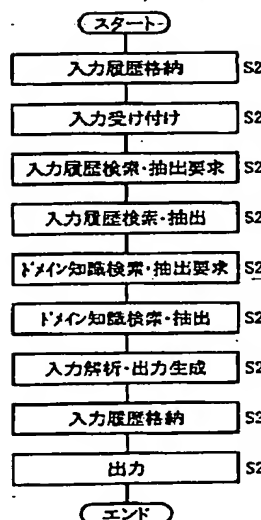 スタート
入力履歴格納 S2
入力受け付け S2
入力履歴検索・抽出要求 S2
入力履歴検索・抽出 S2
ドメイン知識検索・抽出要求 S2
ドメイン知識検索・抽出 S2
入力解析・出力生成 S2
入力履歴格納 S3
出力 S2
エンド